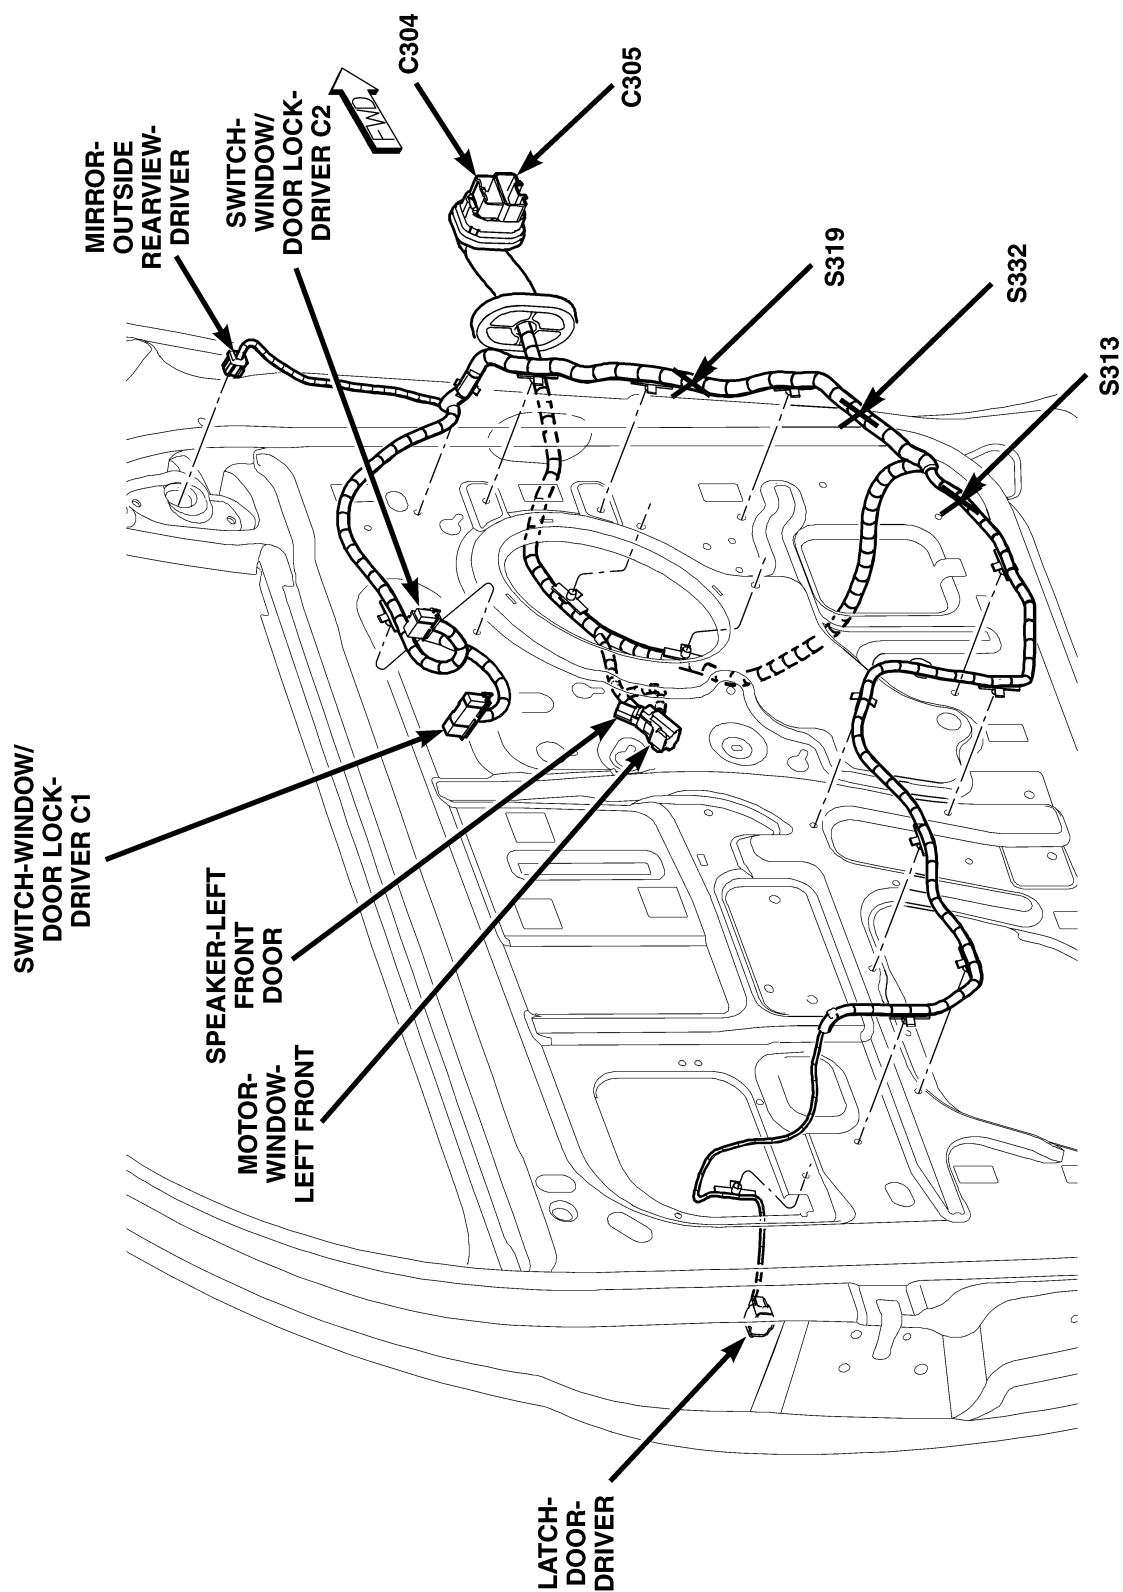 MIRROR-
OUTSIDE
REARVIEW-
DRIVER
SWITCH-
WINDOW/
DOOR LOCK-
DRIVER C2
FWD
C304
C305
S319
S332
S313
SWITCH-WINDOW/
DOOR LOCK-
DRIVER C1
SPEAKER-LEFT
FRONT
DOOR
MOTOR-
WINDOW-
LEFT FRONT
LATCH-
DOOR-
DRIVER